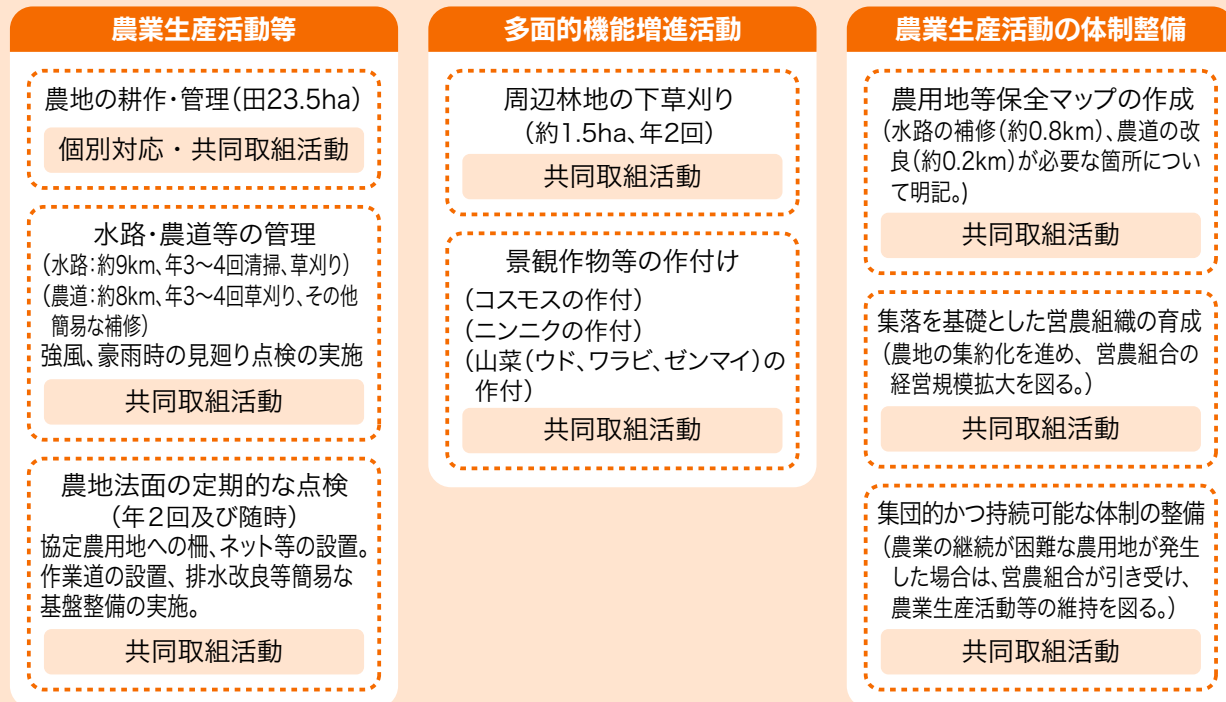 農業生産活動等
農地の耕作・管理(田23.5ha)
個別対応・共同取組活動
水路・農道等の管理
(水路：約9km、年3～4回清掃、草刈り)
(農道：約8km、年3～4回草刈り、その他
簡易な補修)
強風、豪雨時の見廻り点検の実施
共同取組活動
農地法面の定期的な点検
(年2回及び随時)
協定農用地への柵、ネット等の設置。
作業道の設置、排水改良等簡易な
基盤整備の実施。
共同取組活動
多面的機能増進活動
周辺林地の下草刈り
(約1.5ha、年2回)
共同取組活動
景観作物等の作付け
(コスモスの作付)
(ニンニクの作付)
(山菜(ウド、ワラビ、ゼンマイ)の
作付)
共同取組活動
農業生産活動の体制整備
農用地等保全マップの作成
(水路の補修(約0.8km)、農道の改
良(約0.2km)が必要な箇所につい
て明記。)
共同取組活動
集落を基礎とした営農組織の育成
(農地の集約化を進め、営農組合の
経営規模拡大を図る。)
共同取組活動
集団的かつ持続可能な体制の整備
(農業の継続が困難な農用地が発生
した場合は、営農組合が引き受け、
農業生産活動等の維持を図る。)
共同取組活動